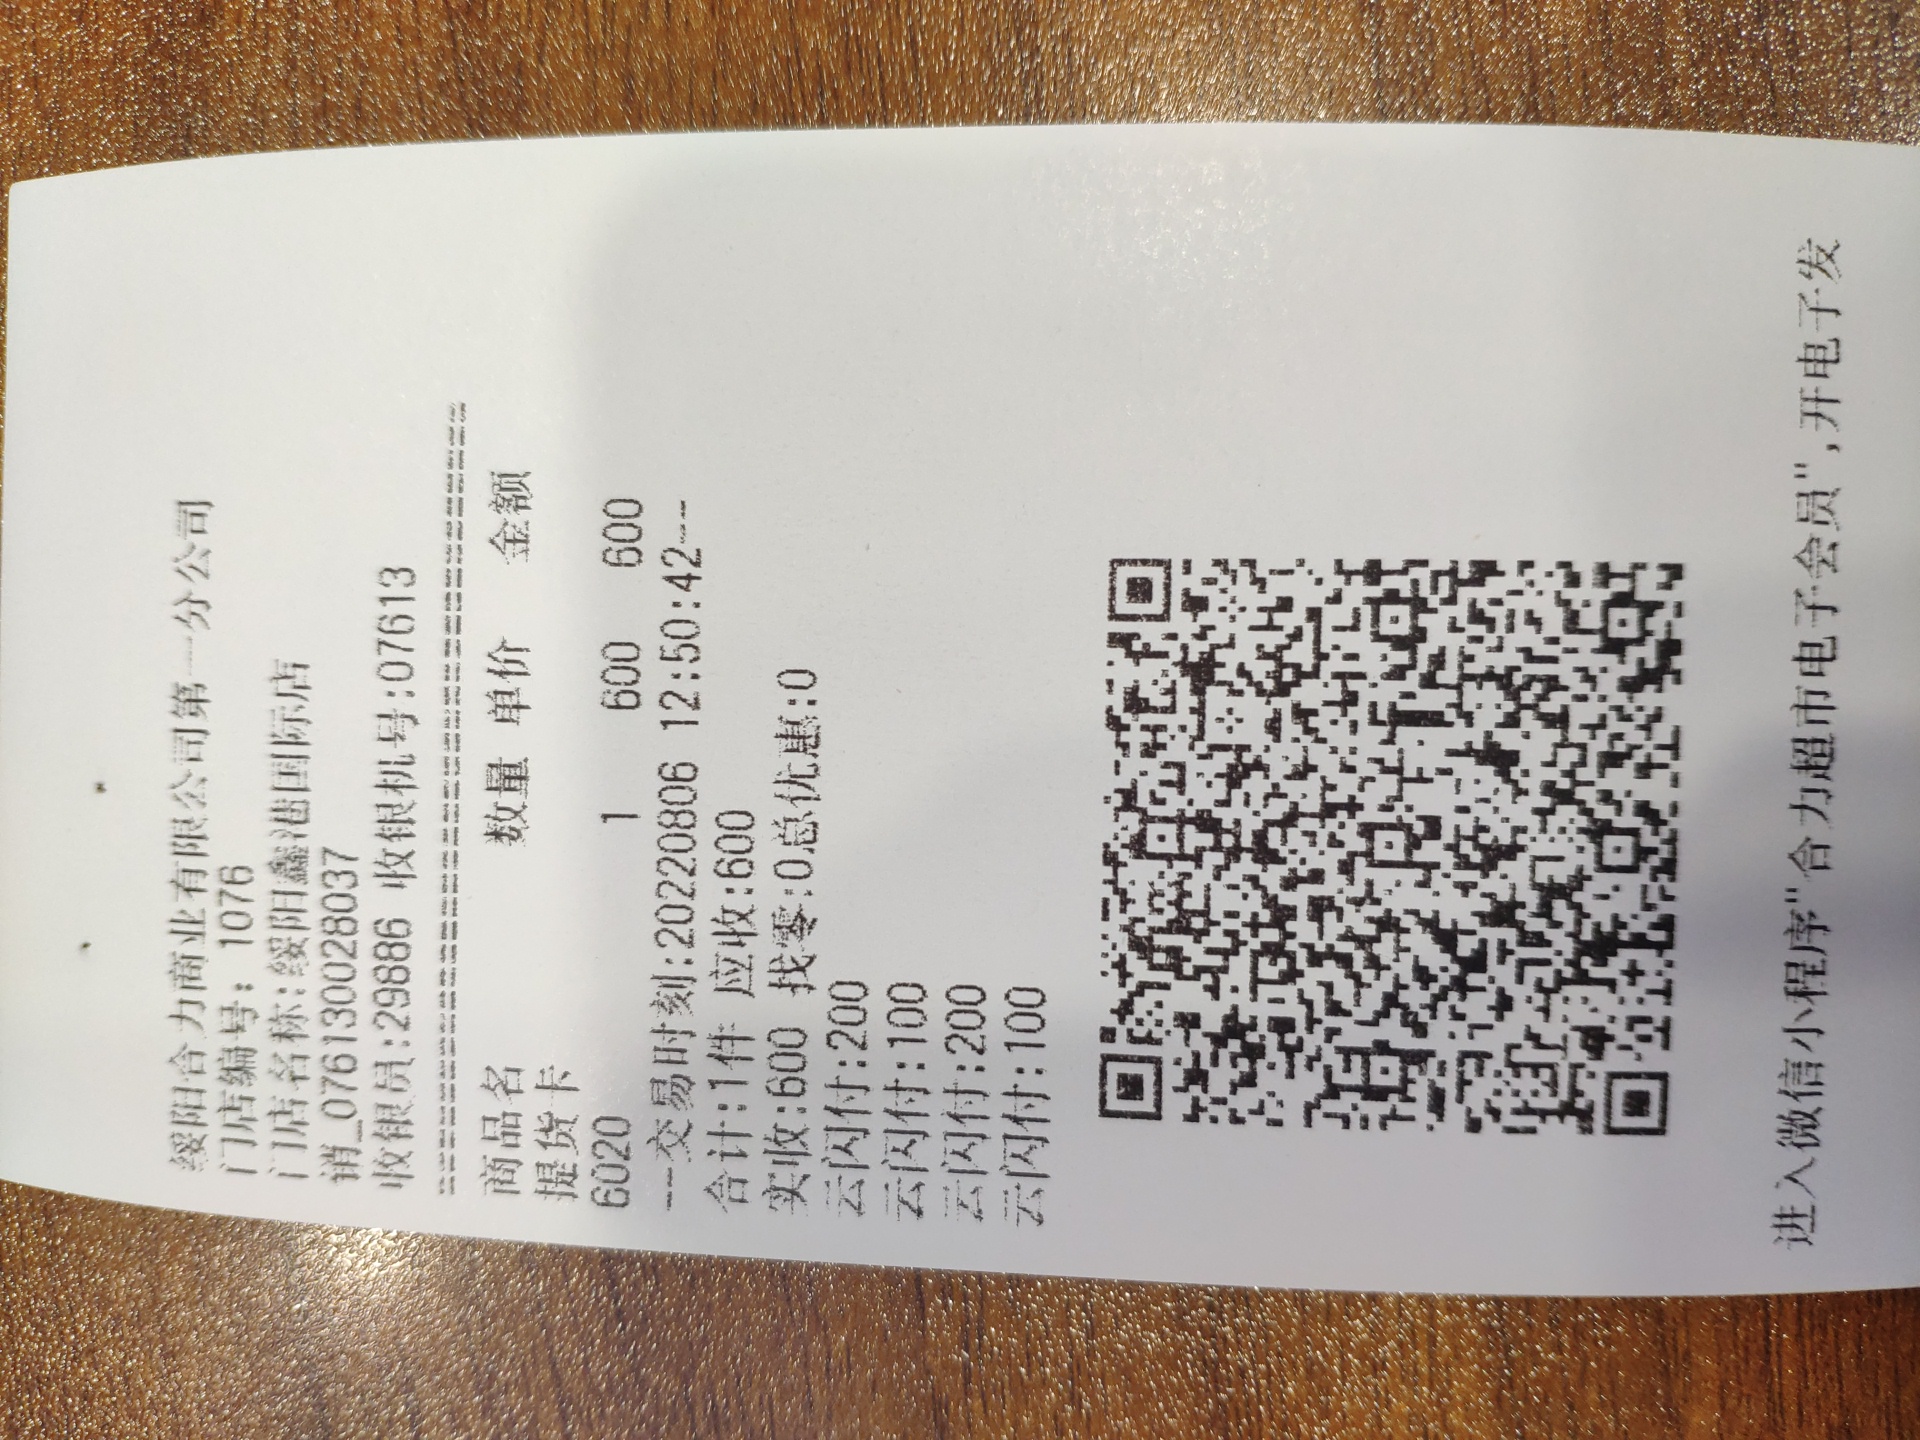 绥阳合力商业有限公司第一分公司
门店编号: 1076
门店名称:绥阳鑫港国际店
销_076130028037
收银员:29886 收银机号:07613
================================
商品名 数量 单价 金额
提货卡
6020 1 600 600
--交易时刻:20220806 12:50:42--
合计:1件 应收:600
实收:600 找零:0总优惠:0
云闪付:200
云闪付:100
云闪付:200
云闪付:100
进入微信小程序"合力超市电子会员",开电子发